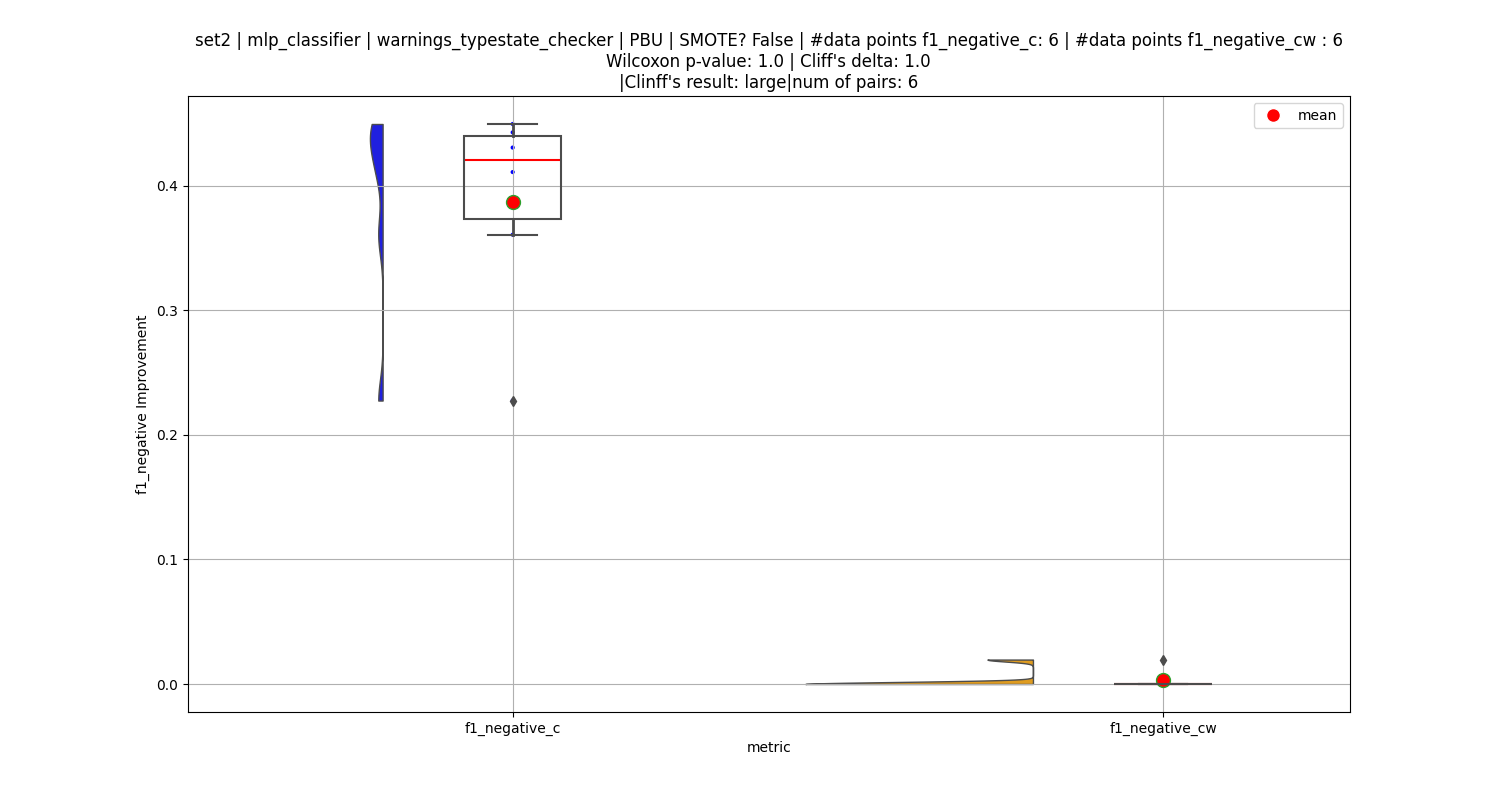 set2 | mlp_classifier | warnings_typestate_checker | PBU | SMOTE? False | #data points f1_negative_c: 6 | #data points f1_negative_cw : 6
Wilcoxon p-value: 1.0 | Cliff's delta: 1.0
|Clinff's result: large|num of pairs: 6
mean
0.4
0.3
0.2
0.1
0.0
f1_negative Improvement
f1_negative_c
f1_negative_cw
metric